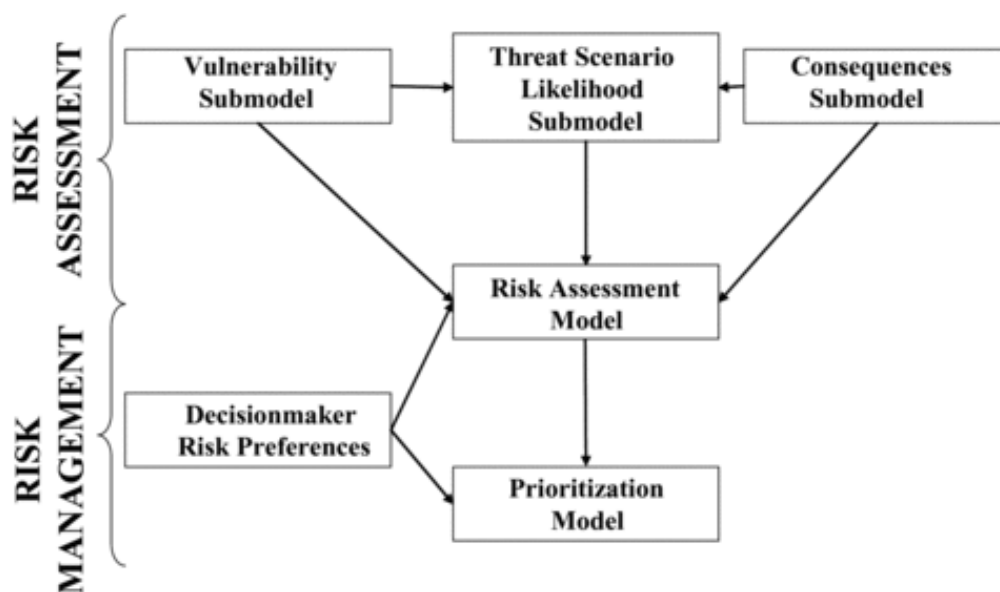 RISK
ASSESSMENT
Vulnerability
Submodel
Threat Scenario
Likelihood
Submodel
Consequences
Submodel
Risk Assessment
Model
RISK
MANAGEMENT
Decisionmaker
Risk Preferences
Prioritization
Model